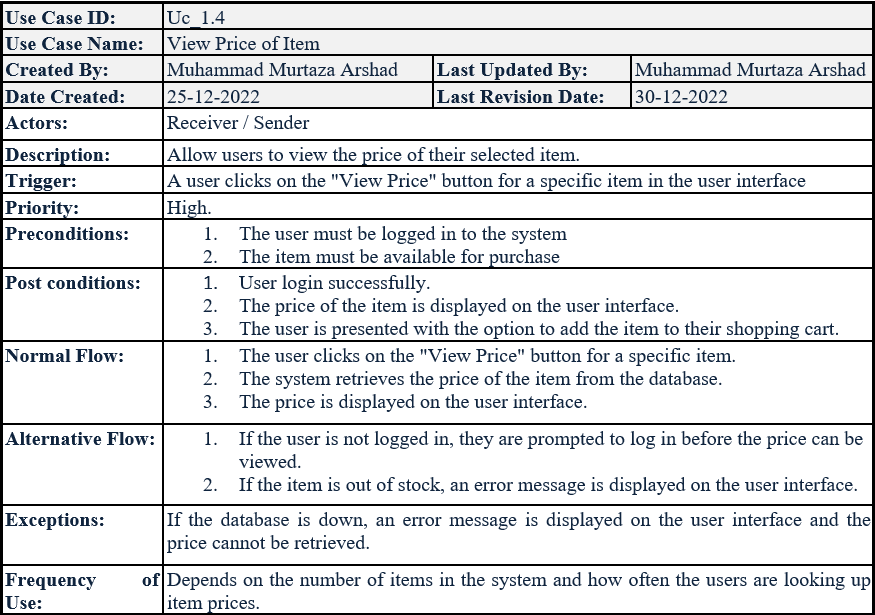 Use Case ID: Uc_1.4
Use Case Name: View Price of Item
Created By: Muhammad Murtaza Arshad Last Updated By: Muhammad Murtaza Arshad
Date Created: 25-12-2022 Last Revision Date: 30-12-2022
Actors: Receiver / Sender
Description: Allow users to view the price of their selected item.
Trigger: A user clicks on the "View Price" button for a specific item in the user interface
Priority: High.
Preconditions: 1. The user must be logged in to the system
2. The item must be available for purchase
Post conditions: 1. User login successfully.
2. The price of the item is displayed on the user interface.
3. The user is presented with the option to add the item to their shopping cart.
Normal Flow: 1. The user clicks on the "View Price" button for a specific item.
2. The system retrieves the price of the item from the database.
3. The price is displayed on the user interface.
Alternative Flow: 1. If the user is not logged in, they are prompted to log in before the price can be
viewed.
2. If the item is out of stock, an error message is displayed on the user interface.
Exceptions: If the database is down, an error message is displayed on the user interface and the
price cannot be retrieved.
Frequency of Depends on the number of items in the system and how often the users are looking up
Use: item prices.